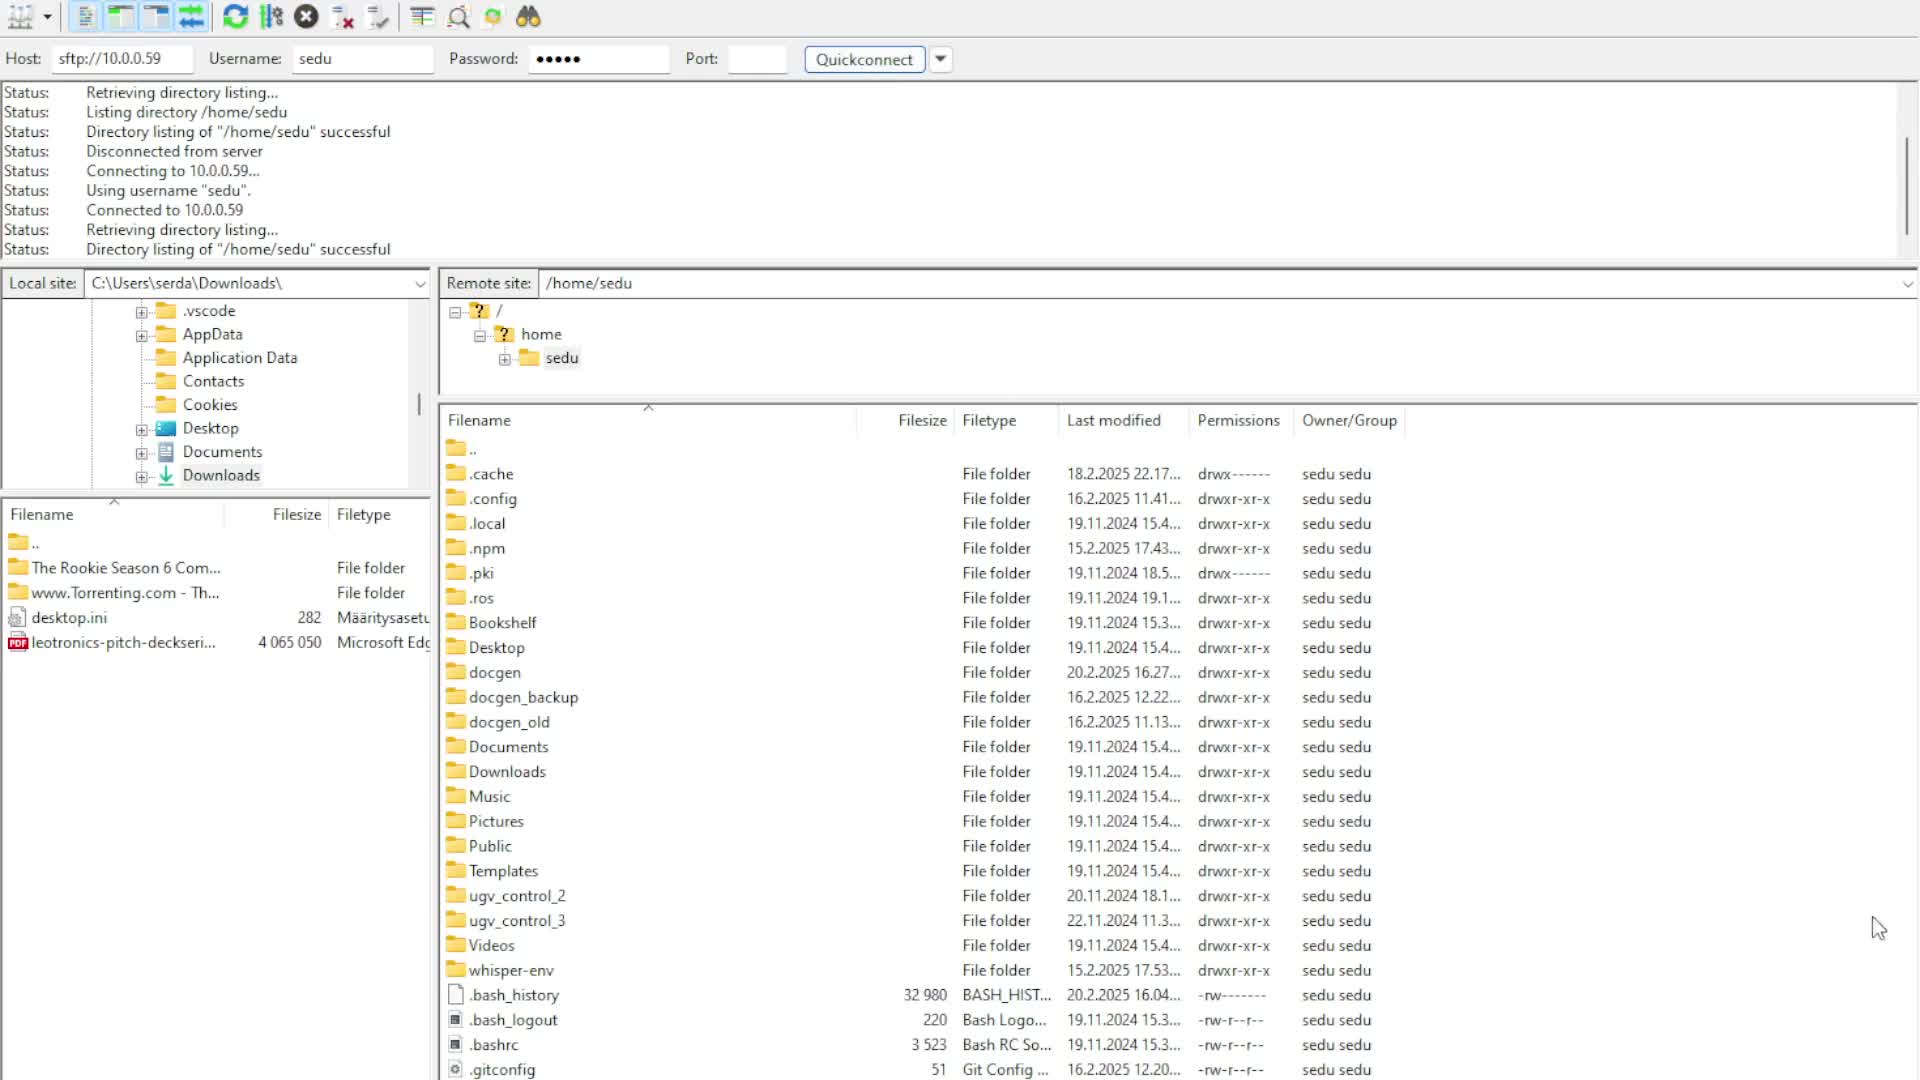 Host: sftp://10.0.0.59 Username: sedu Password: ●●●●● Port: Quickconnect
Status: Retrieving directory listing...
Status: Listing directory /home/sedu
Status: Directory listing of "/home/sedu" successful
Status: Disconnected from server
Status: Connecting to 10.0.0.59...
Status: Using username "sedu".
Status: Connected to 10.0.0.59
Status: Retrieving directory listing...
Status: Directory listing of "/home/sedu" successful
Local site: C:\Users\serda\Downloads\
.vscode
AppData
Application Data
Contacts
Cookies
Desktop
Documents
Downloads
Filename Filesize Filetype
..
The Rookie Season 6 Com... File folder
www.Torrenting.com - Th... File folder
desktop.ini 282 Määritysasetu
leotronics-pitch-deckseri... 4 065 050 Microsoft Edg
Remote site: /home/sedu
/
home
sedu
Filename Filesize Filetype Last modified Permissions Owner/Group
..
.cache File folder 18.2.2025 22.17... drwx------ sedu sedu
.config File folder 16.2.2025 11.41... drwxr-xr-x sedu sedu
.local File folder 19.11.2024 15.4... drwxr-xr-x sedu sedu
.npm File folder 15.2.2025 17.43... drwxr-xr-x sedu sedu
.pki File folder 19.11.2024 18.5... drwx------ sedu sedu
.ros File folder 19.11.2024 19.1... drwxr-xr-x sedu sedu
Bookshelf File folder 19.11.2024 15.3... drwxr-xr-x sedu sedu
Desktop File folder 19.11.2024 15.4... drwxr-xr-x sedu sedu
docgen File folder 20.2.2025 16.27... drwxr-xr-x sedu sedu
docgen_backup File folder 16.2.2025 12.22... drwxr-xr-x sedu sedu
docgen_old File folder 16.2.2025 11.13... drwxr-xr-x sedu sedu
Documents File folder 19.11.2024 15.4... drwxr-xr-x sedu sedu
Downloads File folder 19.11.2024 15.4... drwxr-xr-x sedu sedu
Music File folder 19.11.2024 15.4... drwxr-xr-x sedu sedu
Pictures File folder 19.11.2024 15.4... drwxr-xr-x sedu sedu
Public File folder 19.11.2024 15.4... drwxr-xr-x sedu sedu
Templates File folder 19.11.2024 15.4... drwxr-xr-x sedu sedu
ugv_control_2 File folder 20.11.2024 18.1... drwxr-xr-x sedu sedu
ugv_control_3 File folder 22.11.2024 11.3... drwxr-xr-x sedu sedu
Videos File folder 19.11.2024 15.4... drwxr-xr-x sedu sedu
whisper-env File folder 15.2.2025 17.53... drwxr-xr-x sedu sedu
.bash_history 32 980 BASH_HIST... 20.2.2025 16.04... -rw------- sedu sedu
.bash_logout 220 Bash Logo... 19.11.2024 15.3... -rw-r--r-- sedu sedu
.bashrc 3 523 Bash RC So... 19.11.2024 15.3... -rw-r--r-- sedu sedu
.gitconfig 51 Git Config ... 16.2.2025 12.20... -rw-r--r-- sedu sedu